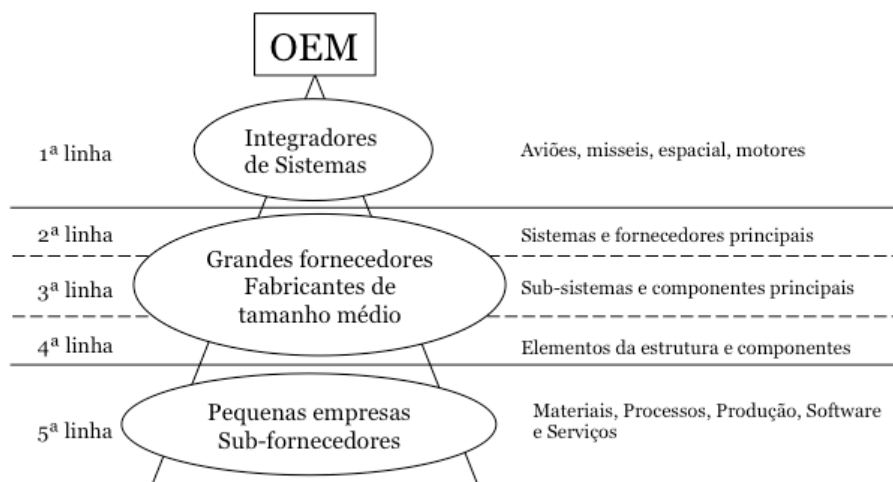 OEM
1ª linha
Integradores
de Sistemas
Aviões, misseis, espacial, motores
2ª linha
Sistemas e fornecedores principais
Grandes fornecedores
Fabricantes de
tamanho médio
3ª linha
Sub-sistemas e componentes principais
4ª linha
Elementos da estrutura e componentes
5ª linha
Pequenas empresas
Sub-fornecedores
Materiais, Processos, Produção, Software
e Serviços